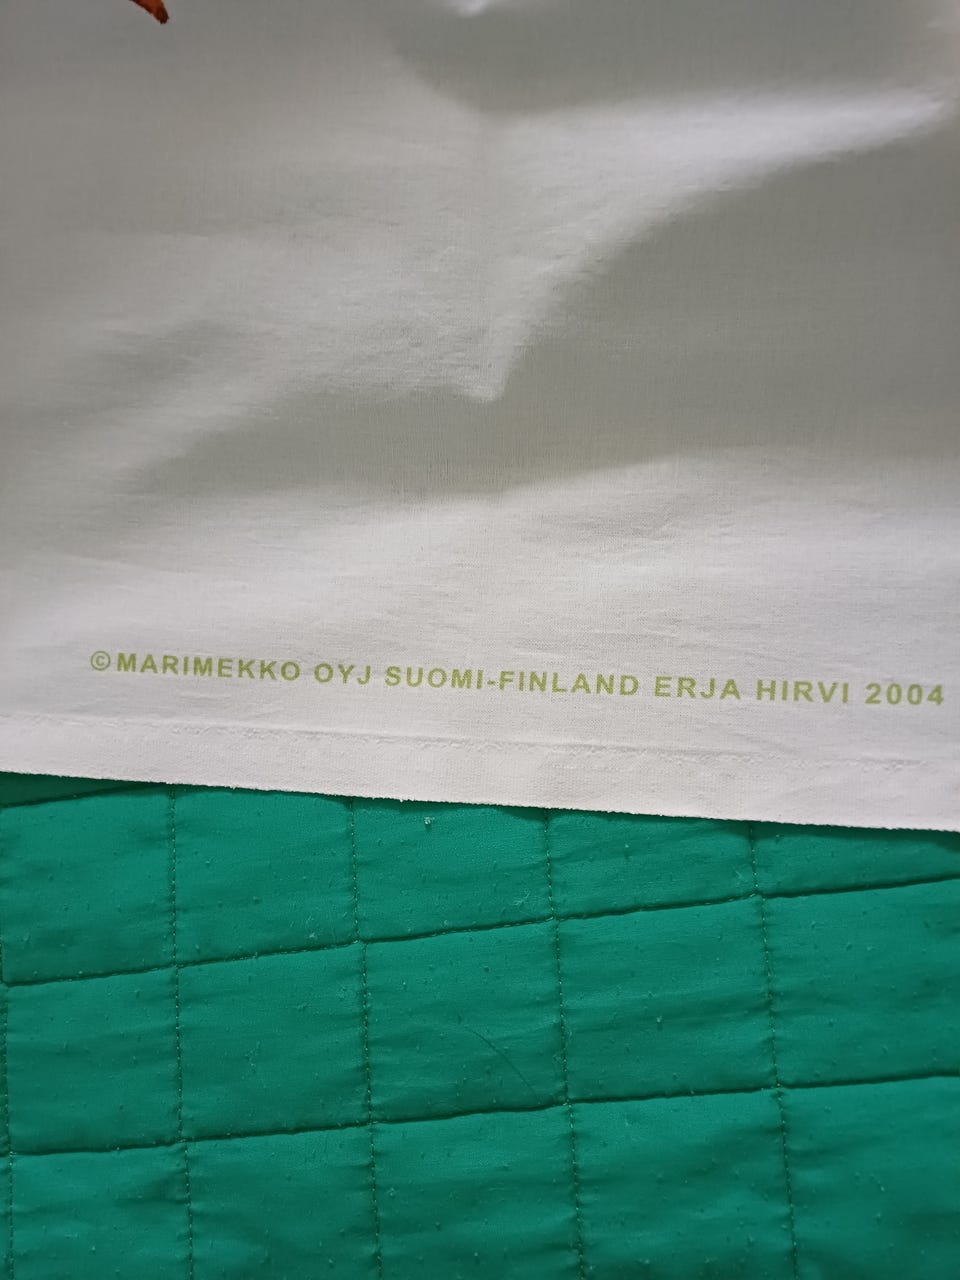 ©MARIMEKKO OYJ SUOMI-FINLAND ERJA HIRVI 2004